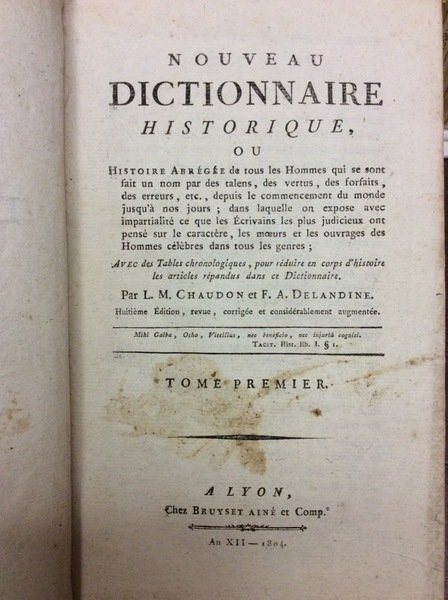 NOUVEAU
DICTIONNAIRE
HISTORIQUE,
OU
HISTOIRE ABRÉGÉE de tous les Hommes qui se sont
fait un nom par des talens, des vertus, des forfaits,
des erreurs, etc., depuis le commencement du monde
jusqu'à nos jours; dans laquelle on expose avec
impartialité ce que les Écrivains les plus judicieux ont
pensé sur le caractère, les mœurs et les ouvrages des
Hommes célèbres dans tous les genres;
AVEC des Tables chronologiques, pour réduire en corps d'histoire
les articles répandus dans ce Dictionnaire.
Par L. M. CHAUDON et F. A. DELANDINE.
Huitième Édition, revue, corrigée et considérablement augmentée.
Mihi Galba, Otho, Vitellius, nec beneficio, nec injuriâ cogniti.
TACIT. Hist. lib. I. § 1.
TOME PREMIER.
A LYON,
Chez BRUYSET AINÉ et Comp.e
An XII — 1804.